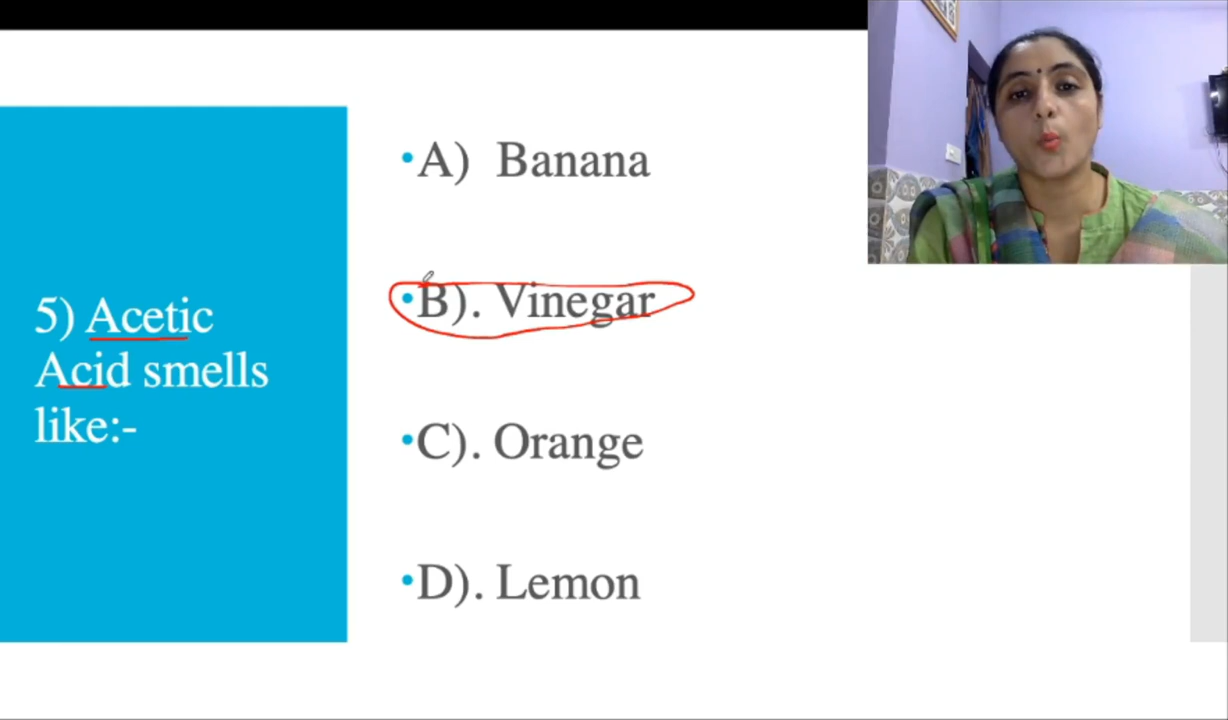 5) Acetic
Acid smells
like:-
•A) Banana
•B). Vinegar
•C). Orange
•D). Lemon